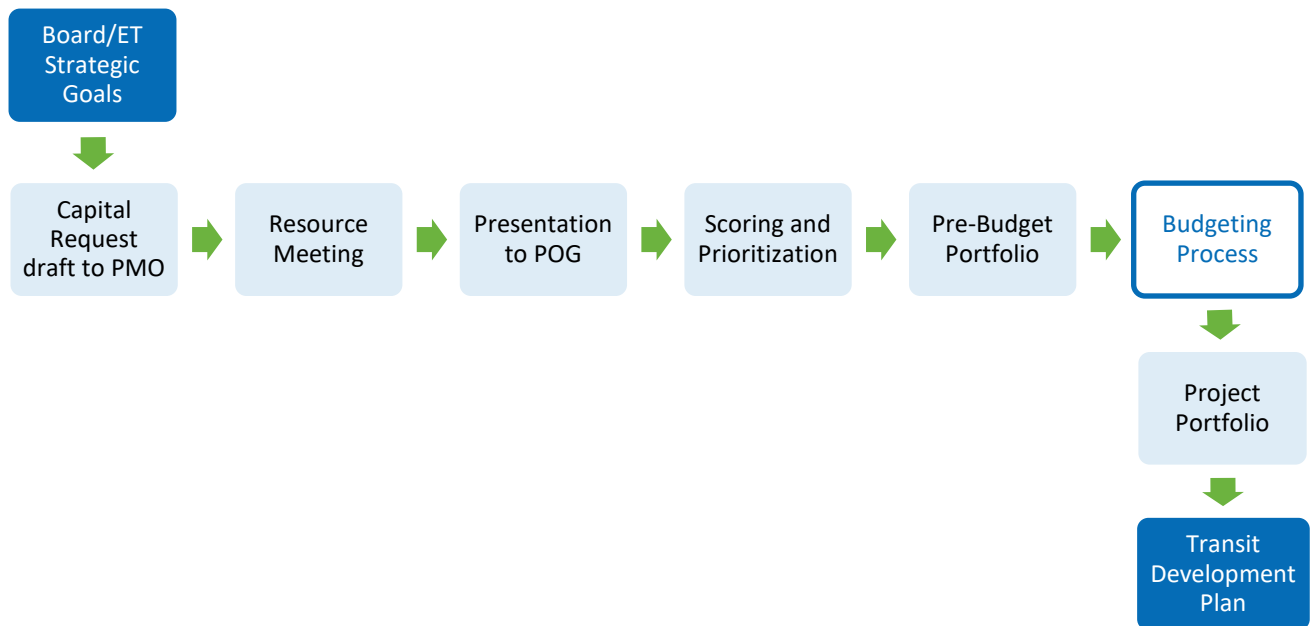 Board/ET
Strategic
Goals
Capital
Request
draft to PMO
Resource
Meeting
Presentation
to POG
Scoring and
Prioritization
Pre-Budget
Portfolio
Budgeting
Process
Project
Portfolio
Transit
Development
Plan